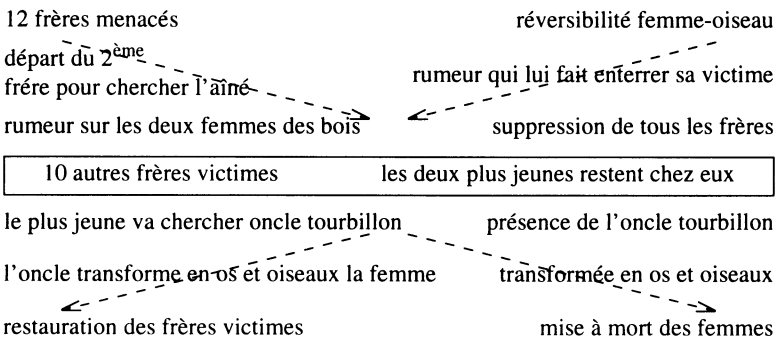 12 frères menacés
réversibilité femme-oiseau
départ du 2ème
frére pour chercher l'aîné
rumeur qui lui fait enterrer sa victime
rumeur sur les deux femmes des bois
suppression de tous les frères
10 autres frères victimes
les deux plus jeunes restent chez eux
le plus jeune va chercher oncle tourbillon
présence de l'oncle tourbillon
l'oncle transforme en os et oiseaux la femme
transformée en os et oiseaux
restauration des frères victimes
mise à mort des femmes